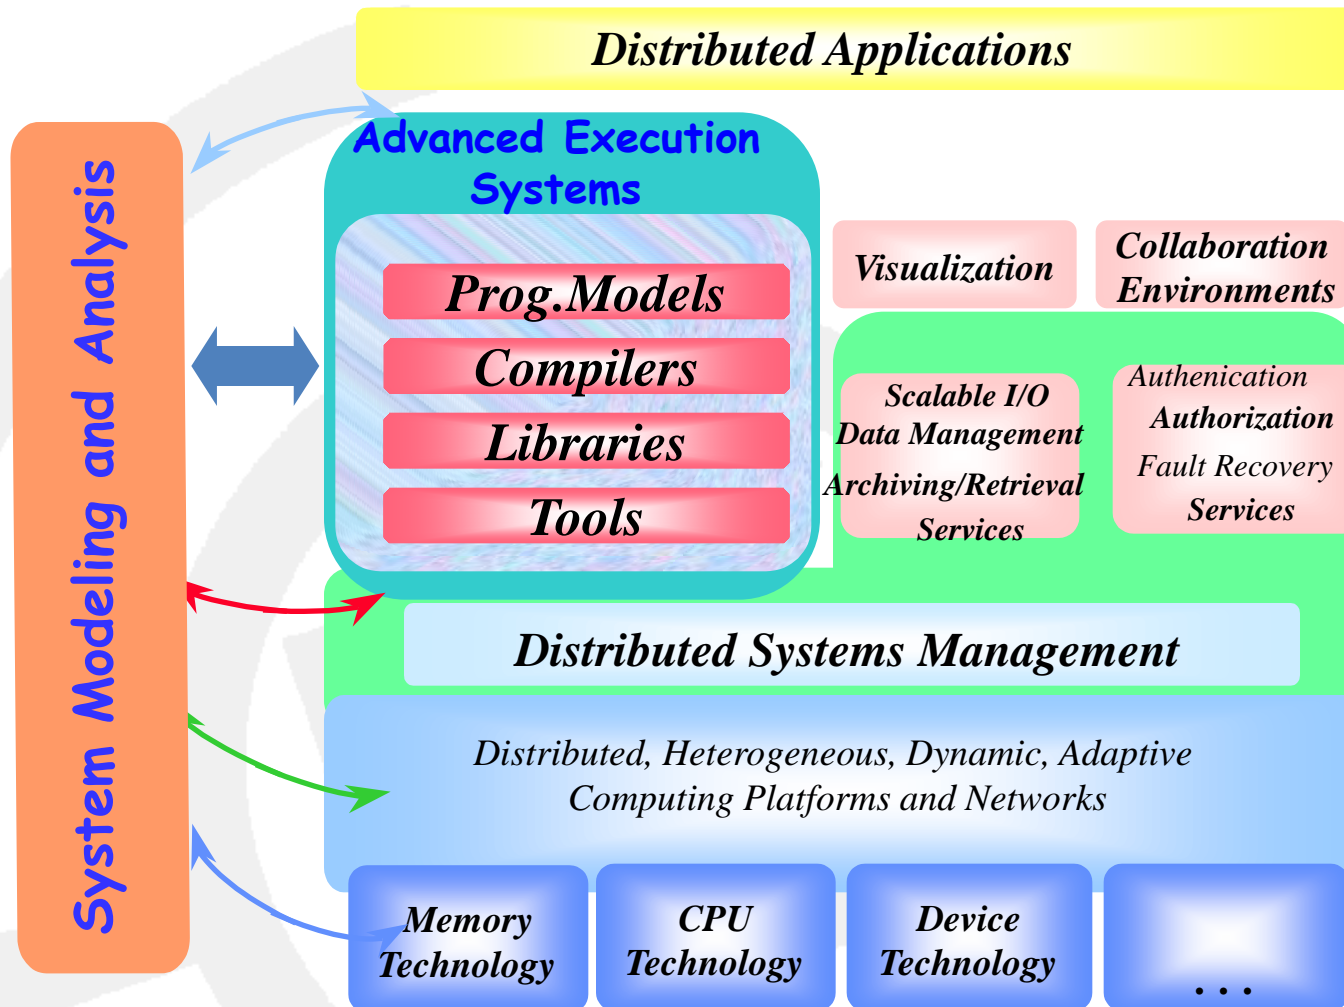 Distributed Applications
System Modeling and Analysis
Advanced Execution
Systems
Prog.Models
Compilers
Libraries
Tools
Visualization
Collaboration
Environments
Scalable I/O
Data Management
Archiving/Retrieval
Services
Authenication
Authorization
Fault Recovery
Services
Distributed Systems Management
Distributed, Heterogeneous, Dynamic, Adaptive
Computing Platforms and Networks
Memory
Technology
CPU
Technology
Device
Technology
. . .